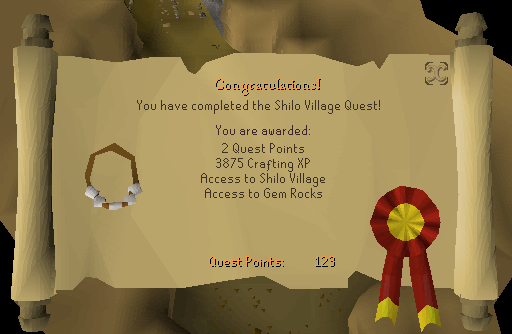 Congratulations!
You have completed the Shilo Village Quest!
You are awarded:
2 Quest Points
3875 Crafting XP
Access to Shilo Village
Access to Gem Rocks
Quest Points: 123